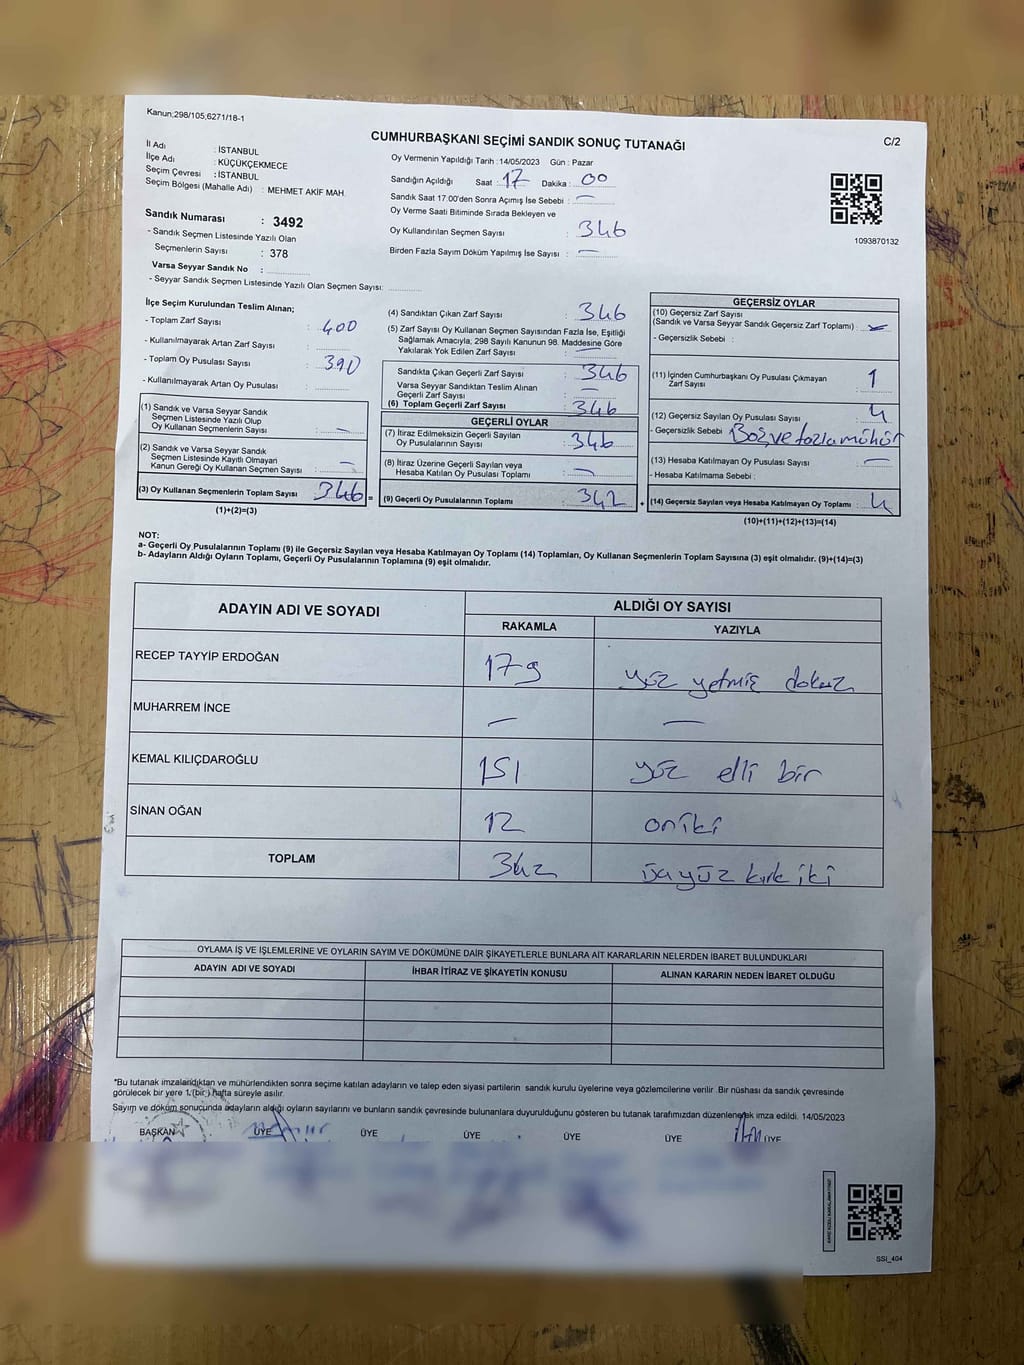 Kanun;298/105;6271/18-1
CUMHURBAŞKANI SEÇİMİ SANDIK SONUÇ TUTANAĞI
C/2
İl Adı : İSTANBUL
İlçe Adı : KÜÇÜKÇEKMECE
Seçim Çevresi : İSTANBUL
Seçim Bölgesi (Mahalle Adı) : MEHMET AKİF MAH.
Sandık Numarası : 3492
- Sandık Seçmen Listesinde Yazılı Olan
Seçmenlerin Sayısı : 378
Varsa Seyyar Sandık No :
- Seyyar Sandık Seçmen Listesinde Yazılı Olan Seçmen Sayısı:
Oy Vermenin Yapıldığı Tarih :14/05/2023 Gün : Pazar
Sandığın Açıldığı Saat : 17 Dakika : 00
Sandık Saat 17.00'den Sonra Açımış İse Sebebi : —
Oy Verme Saati Bitiminde Sırada Bekleyen ve
Oy Kullandırılan Seçmen Sayısı : 346
Birden Fazla Sayım Döküm Yapılmış İse Sayısı : —
1093870132
İlçe Seçim Kurulundan Teslim Alınan;
- Toplam Zarf Sayısı : 400
- Kullanılmayarak Artan Zarf Sayısı :
- Toplam Oy Pusulası Sayısı : 390
- Kullanılmayarak Artan Oy Pusulası :
(1) Sandık ve Varsa Seyyar Sandık
Seçmen Listesinde Yazılı Olup
Oy Kullanan Seçmenlerin Sayısı : —
(2) Sandık ve Varsa Seyyar Sandık
Seçmen Listesinde Kayıtlı Olmayan
Kanun Gereği Oy Kullanan Seçmen Sayısı : —
(3) Oy Kullanan Seçmenlerin Toplam Sayısı : 346 =
(1)+(2)=(3)
(4) Sandıktan Çıkan Zarf Sayısı : 346
(5) Zarf Sayısı Oy Kullanan Seçmen Sayısından Fazla İse, Eşitliği
Sağlamak Amacıyla, 298 Sayılı Kanunun 98. Maddesine Göre
Yakılarak Yok Edilen Zarf Sayısı : —
Sandıkta Çıkan Geçerli Zarf Sayısı : 346
Varsa Seyyar Sandıktan Teslim Alınan
Geçerli Zarf Sayısı : —
(6) Toplam Geçerli Zarf Sayısı : 346
GEÇERLİ OYLAR
(7) İtiraz Edilmeksizin Geçerli Sayılan
Oy Pusulalarının Sayısı : 346
(8) İtiraz Üzerine Geçerli Sayılan veya
Hesaba Katılan Oy Pusulası Toplamı : —
(9) Geçerli Oy Pusulalarının Toplamı : 342 +
GEÇERSİZ OYLAR
(10) Geçersiz Zarf Sayısı
(Sandık ve Varsa Seyyar Sandık Geçersiz Zarf Toplamı) : —
- Geçersizlik Sebebi :
(11) İçinden Cumhurbaşkanı Oy Pusulası Çıkmayan
Zarf Sayısı : 1
(12) Geçersiz Sayılan Oy Pusulası Sayısı : 4
- Geçersizlik Sebebi : Boş ve fazla mühür
(13) Hesaba Katılmayan Oy Pusulası Sayısı : —
- Hesaba Katılmama Sebebi :
(14) Geçersiz Sayılan veya Hesaba Katılmayan Oy Toplamı : 4
(10)+(11)+(12)+(13)=(14)
NOT:
a- Geçerli Oy Pusulalarının Toplamı (9) ile Geçersiz Sayılan veya Hesaba Katılmayan Oy Toplamı (14) Toplamları, Oy Kullanan Seçmenlerin Toplam Sayısına (3) eşit olmalıdır. (9)+(14)=(3)
b- Adayların Aldığı Oyların Toplamı, Geçerli Oy Pusulalarının Toplamına (9) eşit olmalıdır.
ADAYIN ADI VE SOYADI ALDIĞI OY SAYISI
RAKAMLA YAZIYLA
RECEP TAYYİP ERDOĞAN 179 yüz yetmiş dokuz
MUHARREM İNCE — —
KEMAL KILIÇDAROĞLU 151 yüz elli bir
SİNAN OĞAN 12 oniki
TOPLAM 342 üçyüz kırk iki
OYLAMA İŞ VE İŞLEMLERİNE VE OYLARIN SAYIM VE DÖKÜMÜNE DAİR ŞİKAYETLERLE BUNLARA AİT KARARLARIN NELERDEN İBARET BULUNDUKLARI
ADAYIN ADI VE SOYADI İHBAR İTİRAZ VE ŞİKAYETİN KONUSU ALINAN KARARIN NEDEN İBARET OLDUĞU
*Bu tutanak imzalandıktan ve mühürlendikten sonra seçime katılan adayların ve talep eden siyasi partilerin sandık kurulu üyelerine veya gözlemcilerine verilir .Bir nüshası da sandık çevresinde
görülecek bir yere 1 (bir) hafta süreyle asılır.
Sayım ve döküm sonucunda adayların aldığı oyların sayılarını ve bunların sandık çevresinde bulunanlara duyurulduğunu gösteren bu tutanak tarafımızdan düzenlenerek imza edildi. 14/05/2023
BAŞKAN ÜYE ÜYE ÜYE ÜYE ÜYE ÜYE
SSİ_404